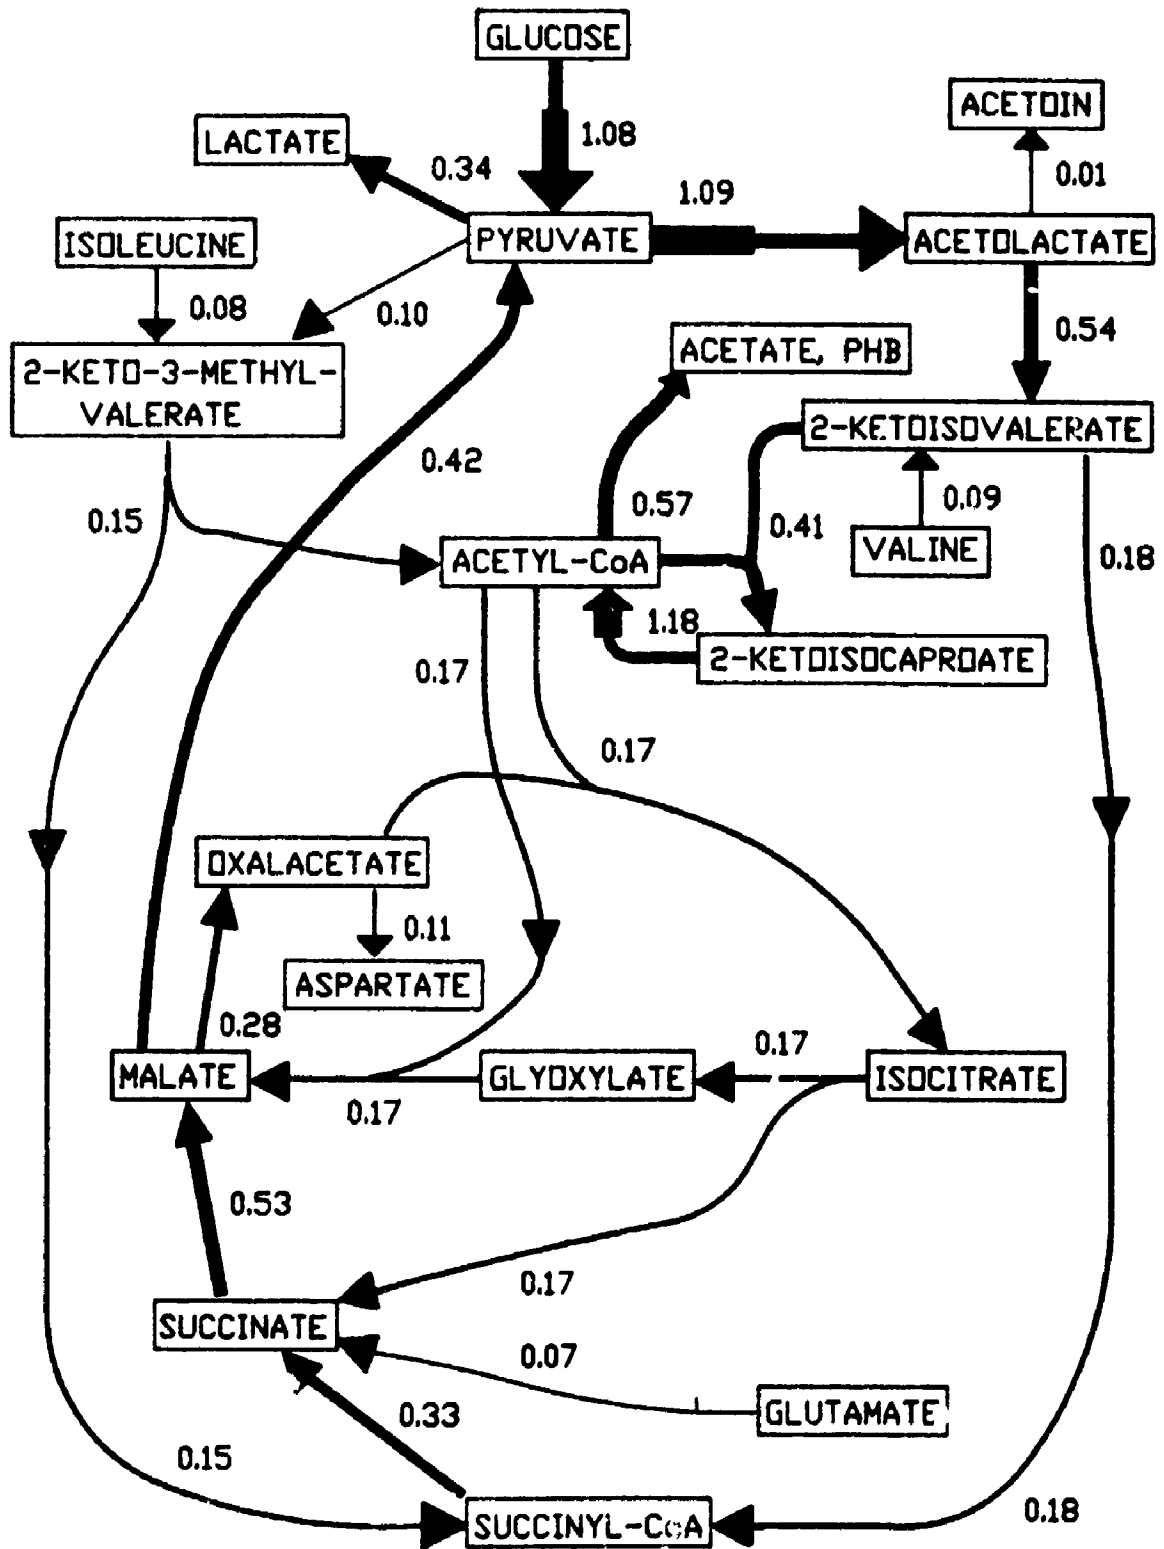 GLUCOSE
ACETOIN
LACTATE
1.08
0.34
0.01
1.09
ISOLEUCINE
PYRUVATE
ACETOLACTATE
0.08
0.10
0.54
2-KETO-3-METHYL-
VALERATE
ACETATE, PHB
2-KETOISOVALERATE
0.42
0.15
0.57
0.41
0.09
VALINE
0.18
ACETYL-CoA
1.18
2-KETOISOCAPROATE
0.17
0.17
OXALACETATE
0.11
ASPARTATE
0.28
0.17
MALATE
GLYOXYLATE
ISOCITRATE
0.17
0.53
0.17
SUCCINATE
0.07
GLUTAMATE
0.33
0.15
0.18
SUCCINYL-CoA